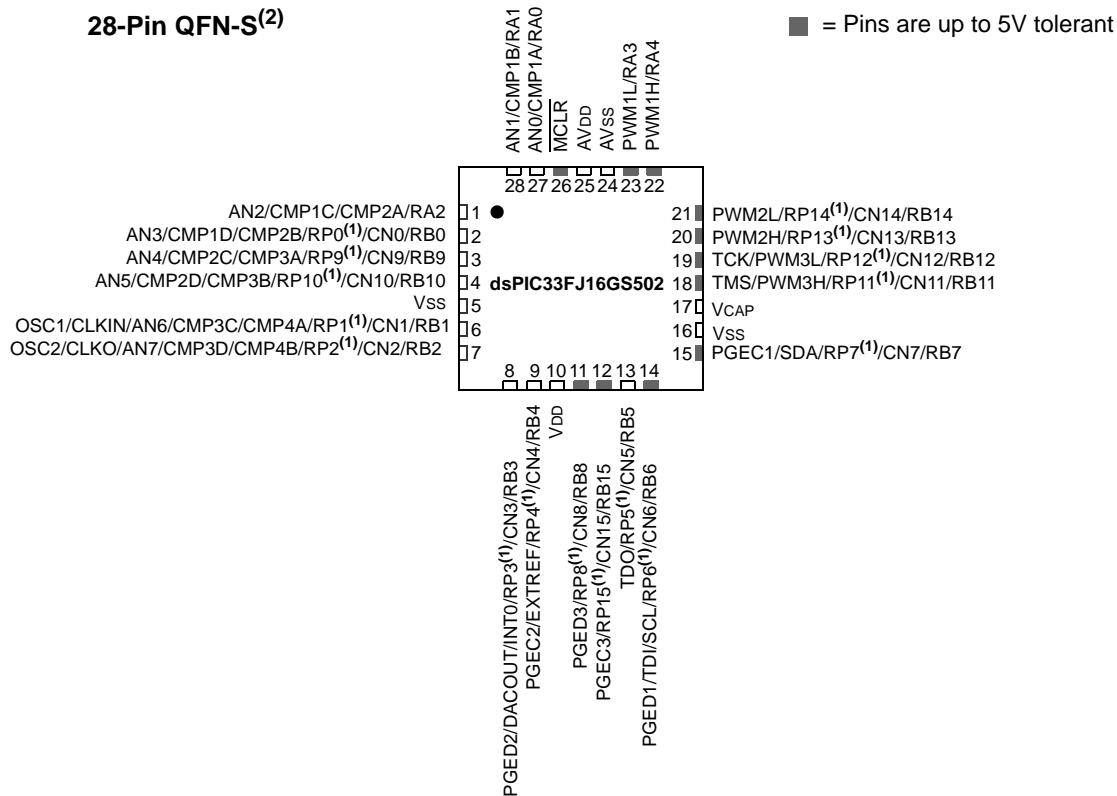 28-Pin QFN-S(2)
= Pins are up to 5V tolerant
AN1/CMP1B/RA1
AN0/CMP1A/RA0
MCLR
AVDD
AVSS
PWM1L/RA3
PWM1H/RA4
28 27 26 25 24 23 22
AN2/CMP1C/CMP2A/RA2 1
AN3/CMP1D/CMP2B/RP0(1)/CN0/RB0 2
AN4/CMP2C/CMP3A/RP9(1)/CN9/RB9 3
AN5/CMP2D/CMP3B/RP10(1)/CN10/RB10 4
VSS 5
OSC1/CLKIN/AN6/CMP3C/CMP4A/RP1(1)/CN1/RB1 6
OSC2/CLKO/AN7/CMP3D/CMP4B/RP2(1)/CN2/RB2 7
dsPIC33FJ16GS502
21 PWM2L/RP14(1)/CN14/RB14
20 PWM2H/RP13(1)/CN13/RB13
19 TCK/PWM3L/RP12(1)/CN12/RB12
18 TMS/PWM3H/RP11(1)/CN11/RB11
17 VCAP
16 VSS
15 PGEC1/SDA/RP7(1)/CN7/RB7
8 9 10 11 12 13 14
PGED2/DACOUT/INT0/RP3(1)/CN3/RB3
PGEC2/EXTREF/RP4(1)/CN4/RB4
VDD
PGED3/RP8(1)/CN8/RB8
PGEC3/RP15(1)/CN15/RB15
TDO/RP5(1)/CN5/RB5
PGED1/TDI/SCL/RP6(1)/CN6/RB6